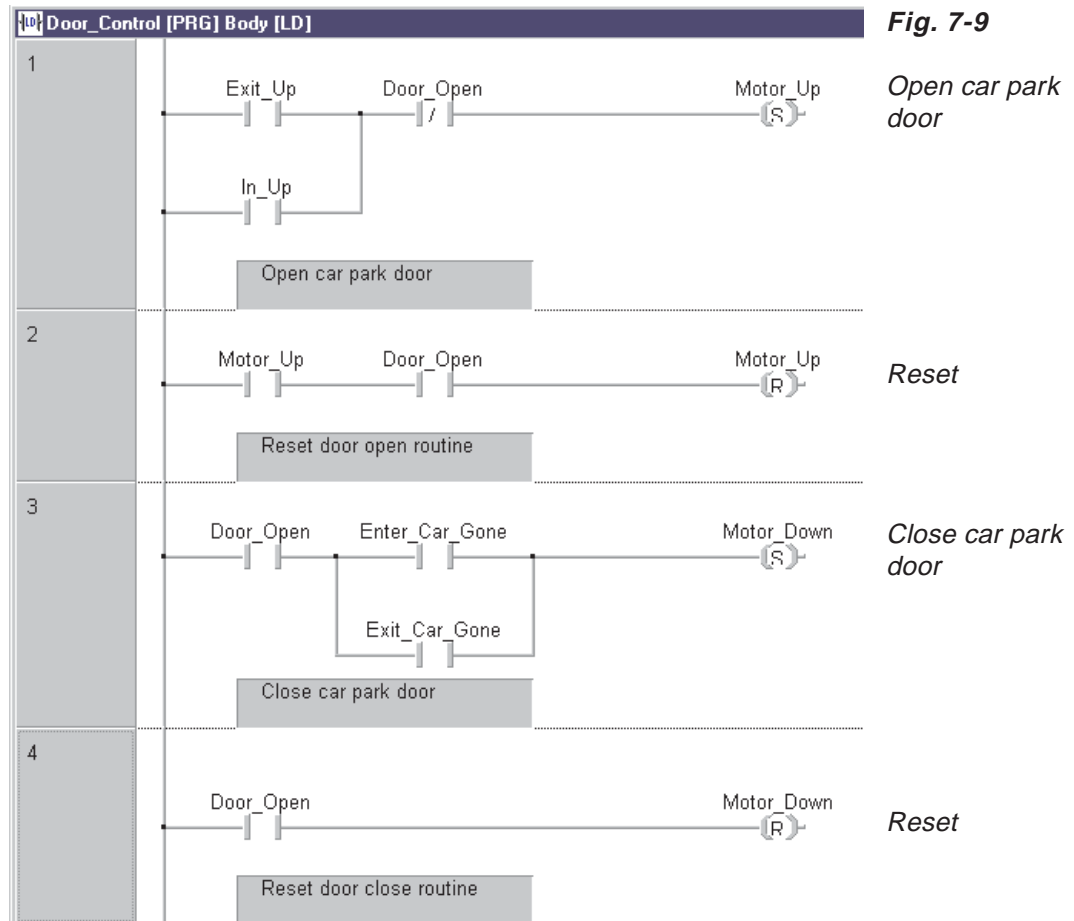 Door_Control [PRG] Body [LD]
Fig. 7-9
1
Exit_Up Door_Open Motor_Up
/ S
In_Up
Open car park door
Open car park
door
2
Motor_Up Door_Open Motor_Up
R
Reset door open routine
Reset
3
Door_Open Enter_Car_Gone Motor_Down
S
Exit_Car_Gone
Close car park door
Close car park
door
4
Door_Open Motor_Down
R
Reset door close routine
Reset